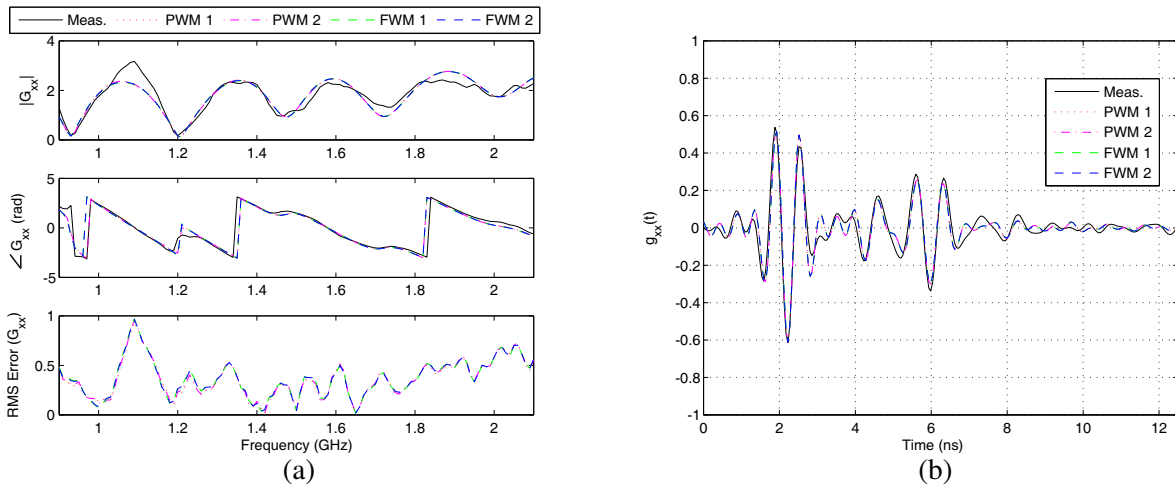 Meas. PWM 1 PWM 2 FWM 1 FWM 2
|Gxx|
4
2
0
1 1.2 1.4 1.6 1.8 2
∠Gxx (rad)
5
0
-5
1 1.2 1.4 1.6 1.8 2
RMS Error (Gxx)
1
0.5
0
1 1.2 1.4 1.6 1.8 2
Frequency (GHz)
(a)
gxx(t)
1
0.8
0.6
0.4
0.2
0
-0.2
-0.4
-0.6
-0.8
-1
Meas.
PWM 1
PWM 2
FWM 1
FWM 2
0 2 4 6 8 10 12
Time (ns)
(b)